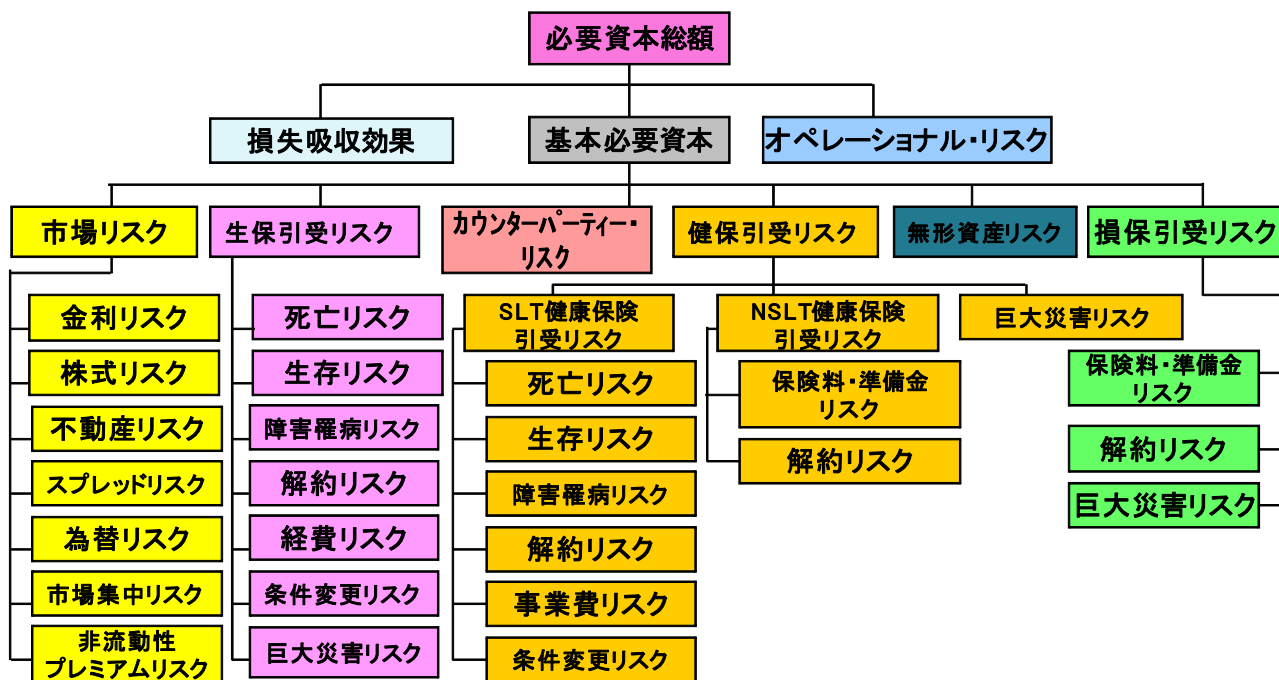 必要資本総額
損失吸収効果
基本必要資本
オペレーショナル・リスク
市場リスク
生保引受リスク
カウンターパーティー・
リスク
健保引受リスク
無形資産リスク
損保引受リスク
金利リスク
株式リスク
不動産リスク
スプレッドリスク
為替リスク
市場集中リスク
非流動性
プレミアムリスク
死亡リスク
生存リスク
障害罹病リスク
解約リスク
経費リスク
条件変更リスク
巨大災害リスク
SLT健康保険
引受リスク
死亡リスク
生存リスク
障害罹病リスク
解約リスク
事業費リスク
条件変更リスク
NSLT健康保険
引受リスク
保険料・準備金
リスク
解約リスク
巨大災害リスク
保険料・準備金
リスク
解約リスク
巨大災害リスク